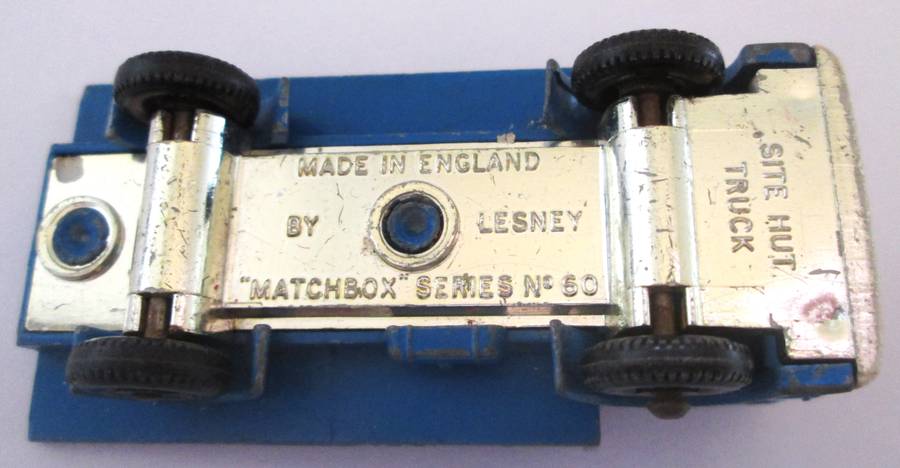 MADE IN ENGLAND
BY LESNEY
"MATCHBOX" SERIES Nº 60
SITE HUT
TRUCK